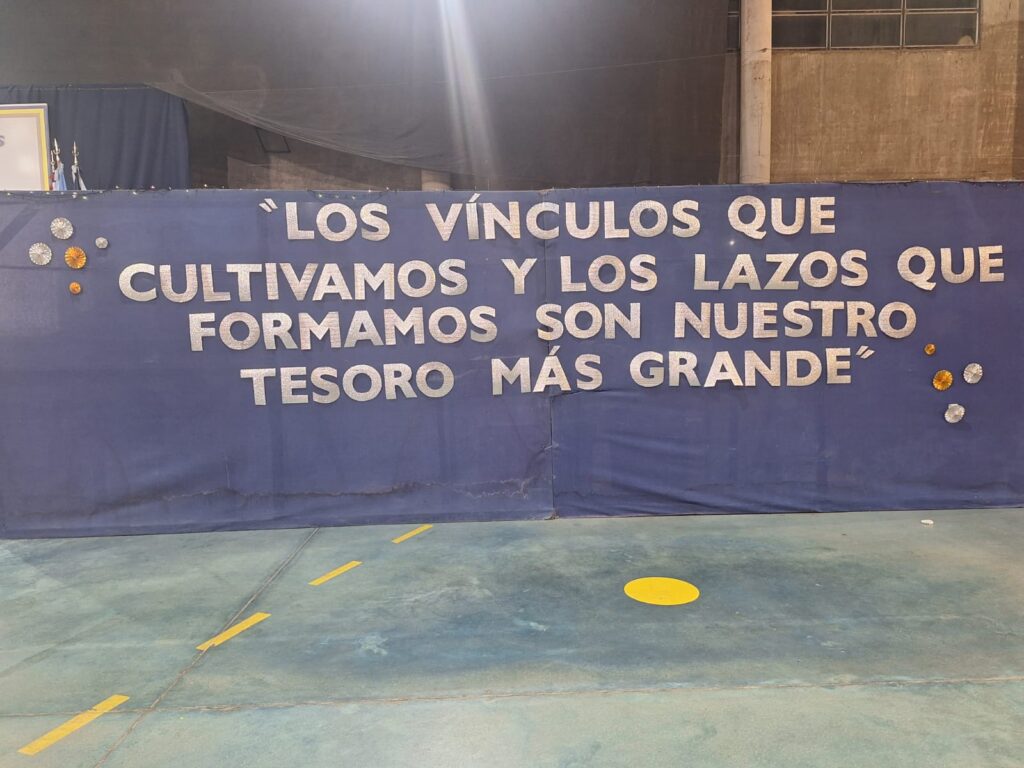 "LOS VÍNCULOS QUE
CULTIVAMOS Y LOS LAZOS QUE
FORMAMOS SON NUESTRO
TESORO MÁS GRANDE"